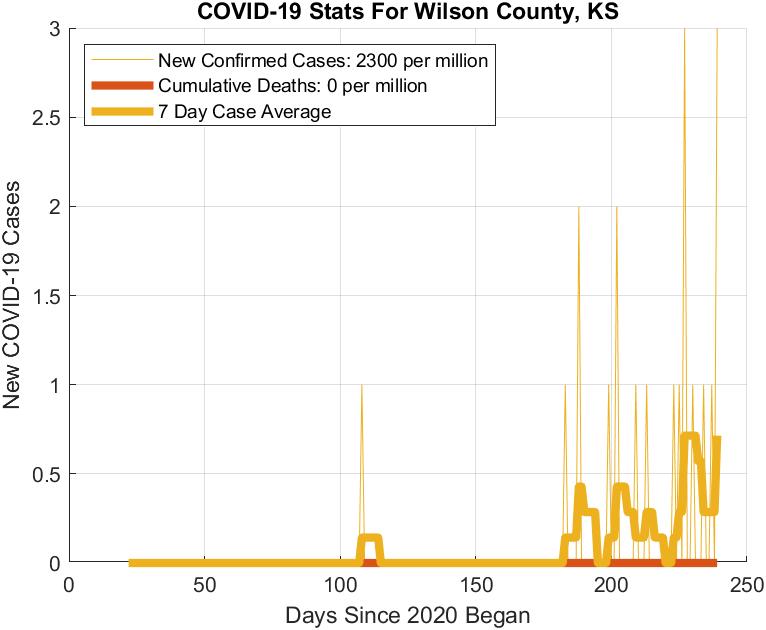 COVID-19 Stats For Wilson County, KS
New Confirmed Cases: 2300 per million
Cumulative Deaths: 0 per million
7 Day Case Average
New COVID-19 Cases
3
2.5
2
1.5
1
0.5
0
0 50 100 150 200 250
Days Since 2020 Began